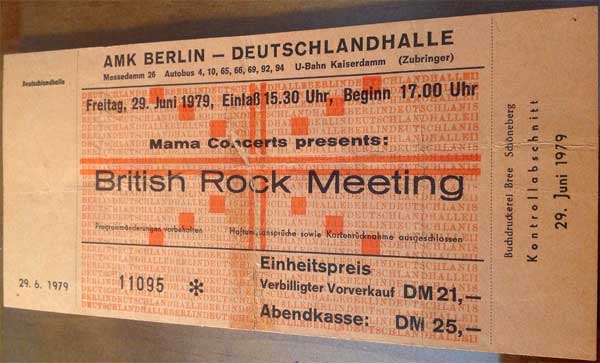 Deutschlandhalle
29. 6. 1979
AMK BERLIN – DEUTSCHLANDHALLE
Messedamm 26 Autobus 4, 10, 65, 66, 69, 92, 94 U-Bahn Kaiserdamm (Zubringer)
Freitag, 29. Juni 1979, Einlaß 15.30 Uhr, Beginn 17.00 Uhr
Mama Concerts presents:
British Rock Meeting
Programmänderungen vorbehalten Haftungsansprüche sowie Kartenrücknahme ausgeschlossen
11095 *
Einheitspreis
Verbilligter Vorverkauf DM 21,—
Abendkasse: DM 25,—
Buchdruckerei Bree Schöneberg
Kontrollabschnitt
29. Juni 1979